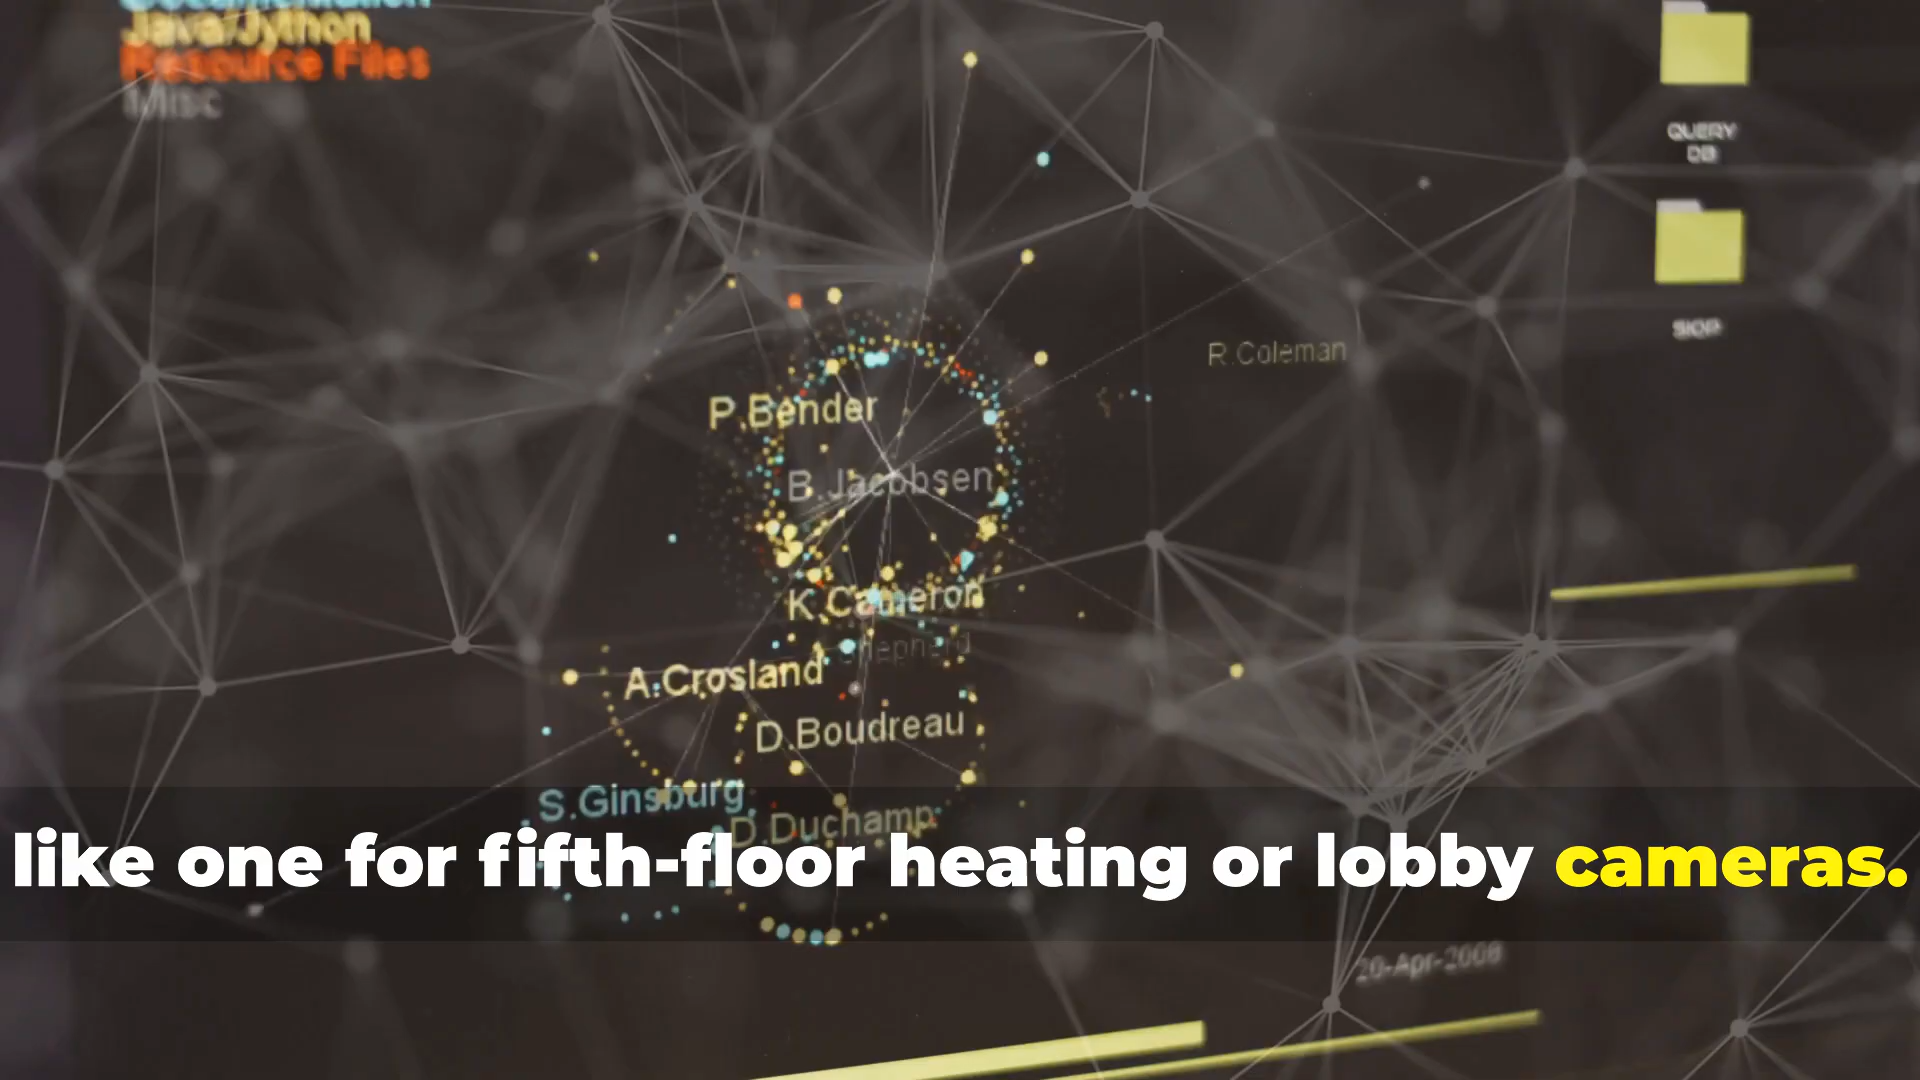 Documentation
Java/Jython
Resource Files
Misc
QUERY
DB
SIOP
R.Coleman
P.Bender
B.Jacobsen
K.Cameron
A.Crosland
D.Boudreau
S.Ginsburg
D.Duchamp
like one for fifth-floor heating or lobby cameras.
20-Apr-2008